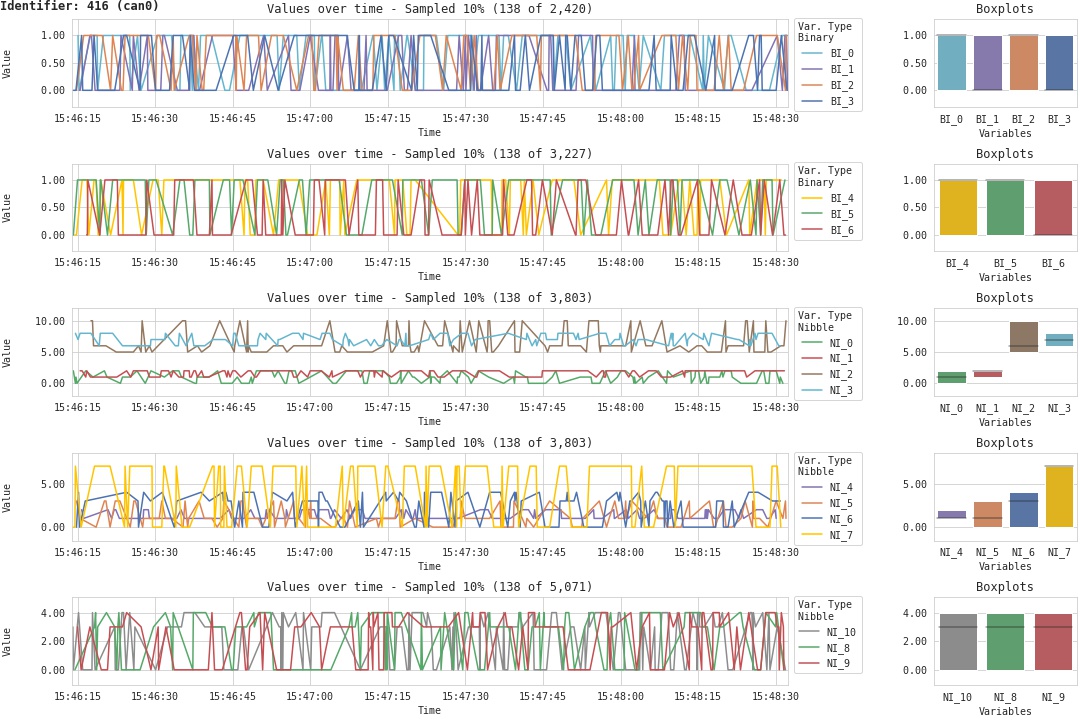 Identifier: 416 (can0)
Values over time - Sampled 10% (138 of 2,420)
Boxplots
Value
1.00
0.50
0.00
15:46:15 15:46:30 15:46:45 15:47:00 15:47:15 15:47:30 15:47:45 15:48:00 15:48:15 15:48:30
Time
Var. Type
Binary
BI_0
BI_1
BI_2
BI_3
1.00
0.50
0.00
BI_0 BI_1 BI_2 BI_3
Variables
Values over time - Sampled 10% (138 of 3,227)
Boxplots
Value
1.00
0.50
0.00
15:46:15 15:46:30 15:46:45 15:47:00 15:47:15 15:47:30 15:47:45 15:48:00 15:48:15 15:48:30
Time
Var. Type
Binary
BI_4
BI_5
BI_6
1.00
0.50
0.00
BI_4 BI_5 BI_6
Variables
Values over time - Sampled 10% (138 of 3,803)
Boxplots
Value
10.00
5.00
0.00
15:46:15 15:46:30 15:46:45 15:47:00 15:47:15 15:47:30 15:47:45 15:48:00 15:48:15 15:48:30
Time
Var. Type
Nibble
NI_0
NI_1
NI_2
NI_3
10.00
5.00
0.00
NI_0 NI_1 NI_2 NI_3
Variables
Values over time - Sampled 10% (138 of 3,803)
Boxplots
Value
5.00
0.00
15:46:15 15:46:30 15:46:45 15:47:00 15:47:15 15:47:30 15:47:45 15:48:00 15:48:15 15:48:30
Time
Var. Type
Nibble
NI_4
NI_5
NI_6
NI_7
5.00
0.00
NI_4 NI_5 NI_6 NI_7
Variables
Values over time - Sampled 10% (138 of 5,071)
Boxplots
Value
4.00
2.00
0.00
15:46:15 15:46:30 15:46:45 15:47:00 15:47:15 15:47:30 15:47:45 15:48:00 15:48:15 15:48:30
Time
Var. Type
Nibble
NI_10
NI_8
NI_9
4.00
2.00
0.00
NI_10 NI_8 NI_9
Variables